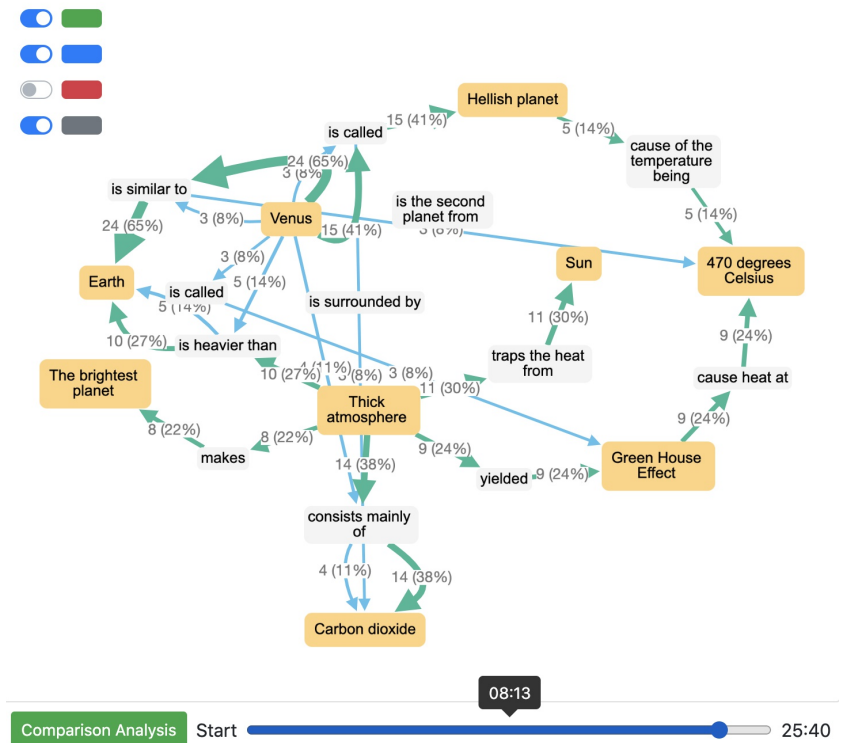 Hellish planet
15 (41%)
is called
5 (14%)
cause of the
temperature
being
24 (65%)
3 (8%)
is similar to
is the second
planet from
5 (14%)
24 (65%)
3 (8%)
Venus
15 (41%)
3 (8%)
3 (8%)
Sun
470 degrees
Celsius
Earth
5 (14%)
is called
is surrounded by
5 (14%)
11 (30%)
9 (24%)
10 (27%)
is heavier than
traps the heat
from
The brightest
planet
10 (27%)
4 (11%)
3 (8%)
3 (8%)
11 (30%)
cause heat at
Thick
atmosphere
9 (24%)
8 (22%)
8 (22%)
makes
9 (24%)
14 (38%)
yielded
9 (24%)
Green House
Effect
consists mainly
of
4 (11%)
14 (38%)
Carbon dioxide
08:13
Comparison Analysis
Start
25:40